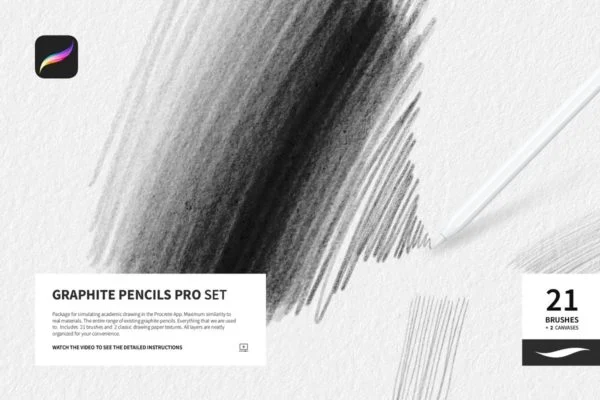 GRAPHITE PENCILS PRO SET
Package for simulating academic drawing in the Procreate App. Maximum similarity to
real materials. The entire range of existing graphite pencils. Everything that we are used
to. Includes 21 brushes and 2 classic drawing paper textures. All layers are neatly
organized for your convenience.
WATCH THE VIDEO TO SEE THE DETAILED INSTRUCTIONS
21
BRUSHES
+ 2 CANVASES